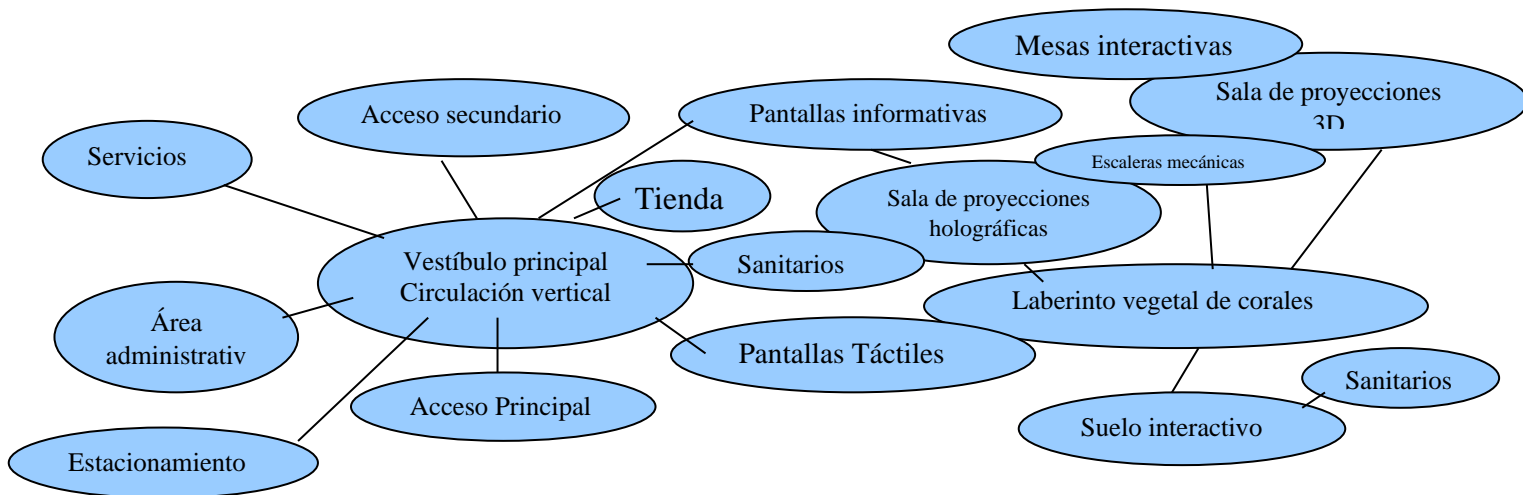 Mesas interactivas
Sala de proyecciones
3D
Acceso secundario
Pantallas informativas
Servicios
Escaleras mecánicas
Tienda
Sala de proyecciones
holográficas
Vestíbulo principal
Circulación vertical
Sanitarios
Laberinto vegetal de corales
Área
administrativ
Pantallas Táctiles
Acceso Principal
Sanitarios
Suelo interactivo
Estacionamiento